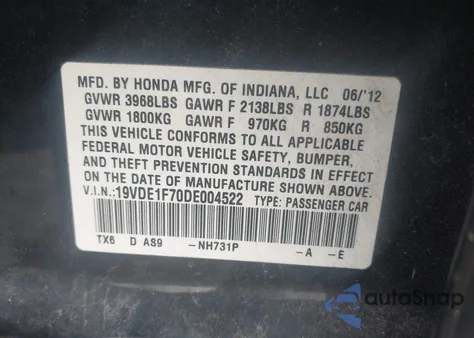 MFD. BY HONDA MFG. OF INDIANA, LLC 06/'12
GVWR 3968LBS GAWR F 2138LBS R 1874LBS
GVWR 1800KG GAWR F 970KG R 850KG
THIS VEHICLE CONFORMS TO ALL APPLICABLE
FEDERAL MOTOR VEHICLE SAFETY, BUMPER,
AND THEFT PREVENTION STANDARDS IN EFFECT
ON THE DATE OF MANUFACTURE SHOWN ABOVE.
V.I.N.:19VDE1F70DE004522 TYPE: PASSENGER CAR
TX6 D AS9 -NH731P -A -E
autoSnap